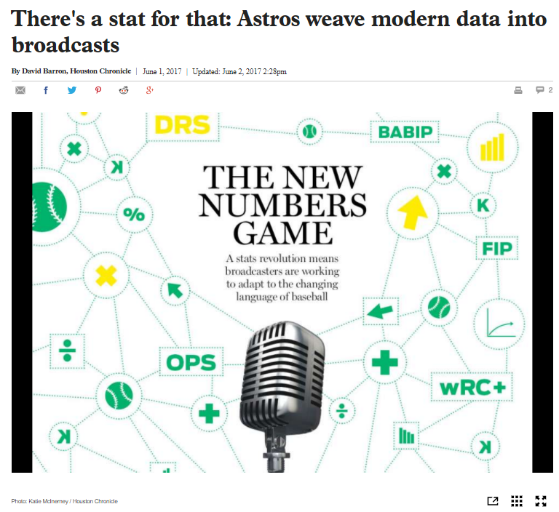 There's a stat for that: Astros weave modern data into
broadcasts
By David Barron, Houston Chronicle | June 1, 2017 | Updated: June 2, 2017 2:28pm
2
DRS
BABIP
K
%
K
THE NEW
NUMBERS
GAME
A stats revolution means
broadcasters are working
to adapt to the changing
language of baseball
FIP
OPS
wRC+
K
K
Photo: Katie McInerney / Houston Chronicle